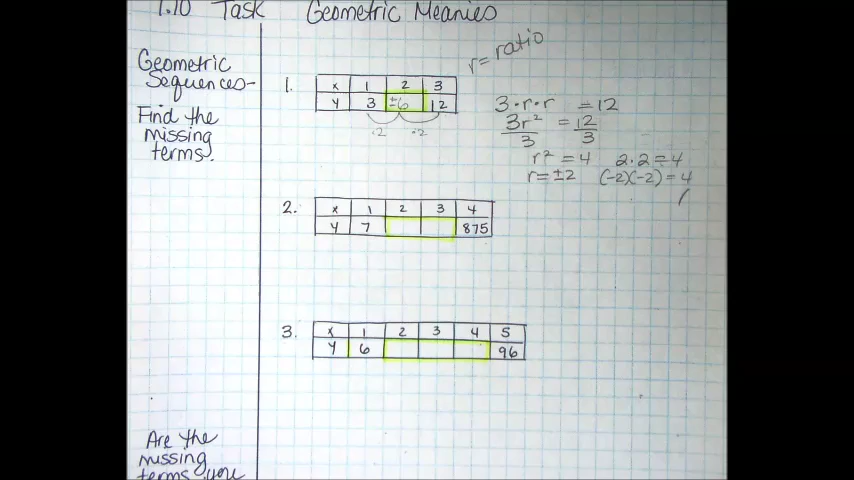 1.10 Task Geometric Meanies
Geometric
Sequences-
Find the
missing
terms.
r = ratio
1.
x 1 2 3
y 3 ±6 12
·2 ·2
3·r·r = 12
3r² = 12
3 3
r² = 4 2·2=4
r = ±2 (-2)(-2) = 4
2.
x 1 2 3 4
y 7 875
3.
x 1 2 3 4 5
y 6 96
Are the
missing
terms you